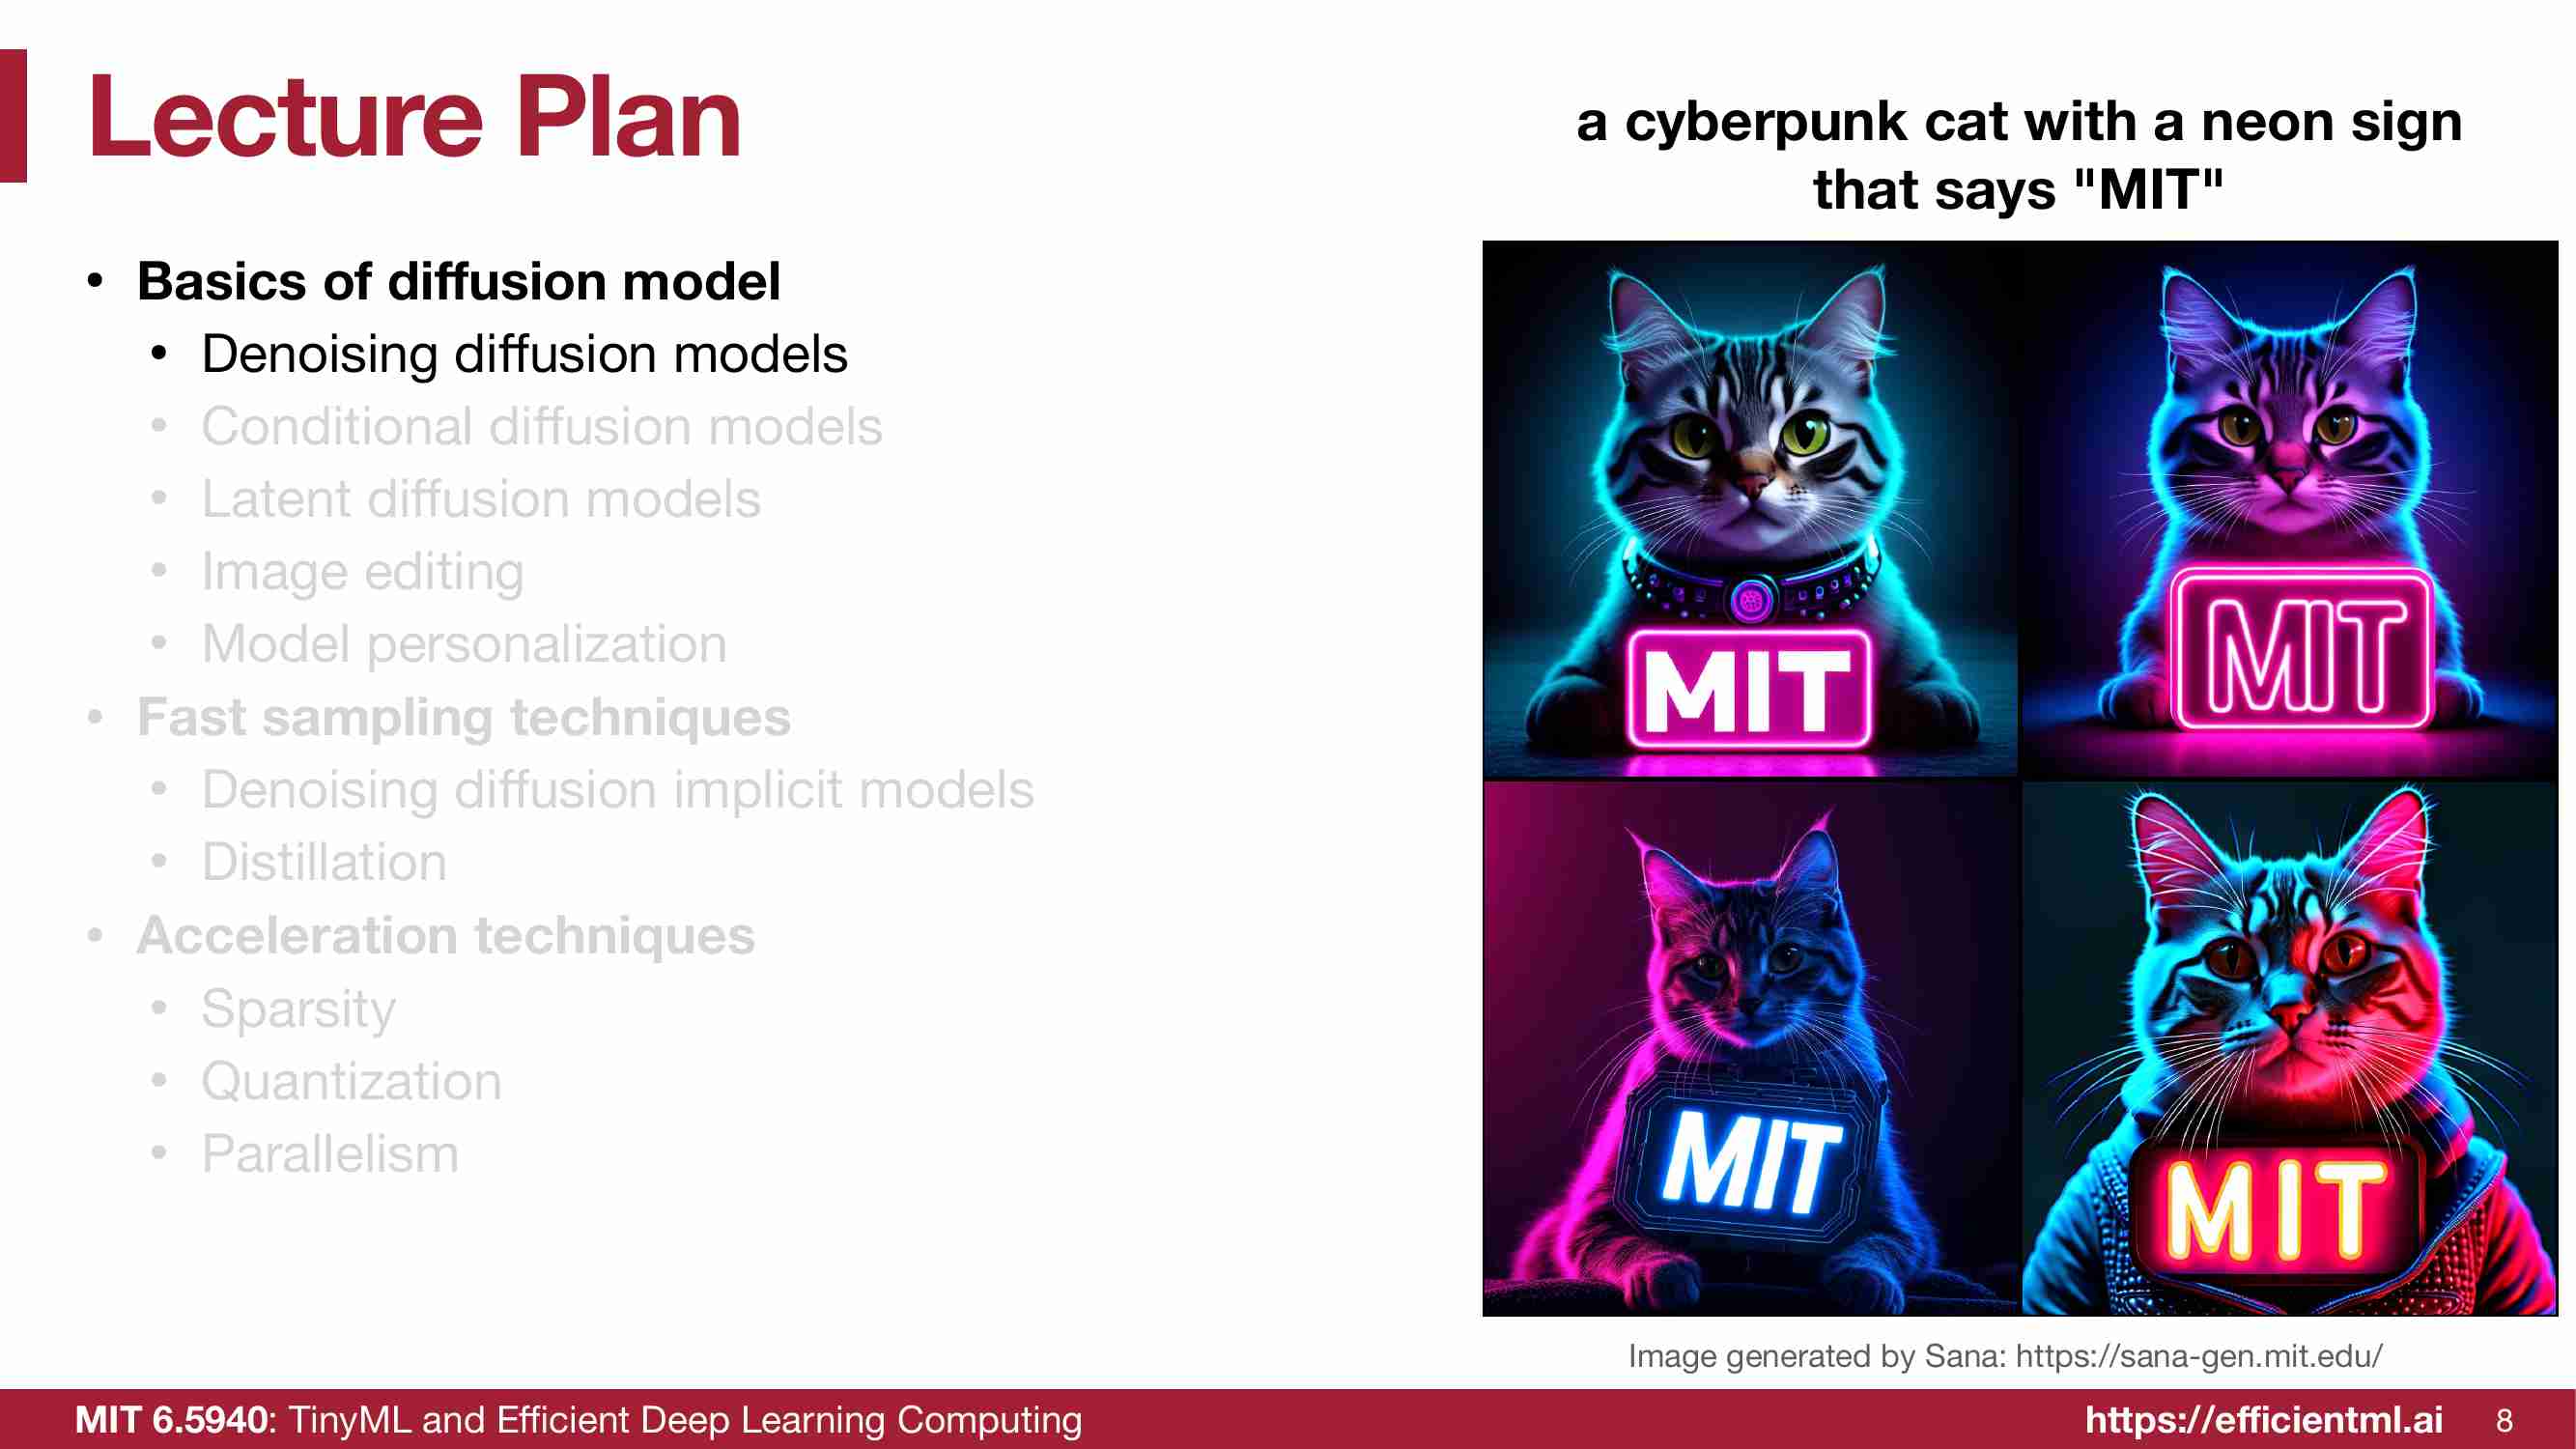 Lecture Plan
a cyberpunk cat with a neon sign
that says "MIT"
• Basics of diffusion model
• Denoising diffusion models
• Conditional diffusion models
• Latent diffusion models
• Image editing
• Model personalization
• Fast sampling techniques
• Denoising diffusion implicit models
• Distillation
• Acceleration techniques
• Sparsity
• Quantization
• Parallelism
MIT
MIT
MIT
MIT
Image generated by Sana: https://sana-gen.mit.edu/
MIT 6.5940: TinyML and Efficient Deep Learning Computing
https://efficientml.ai
8